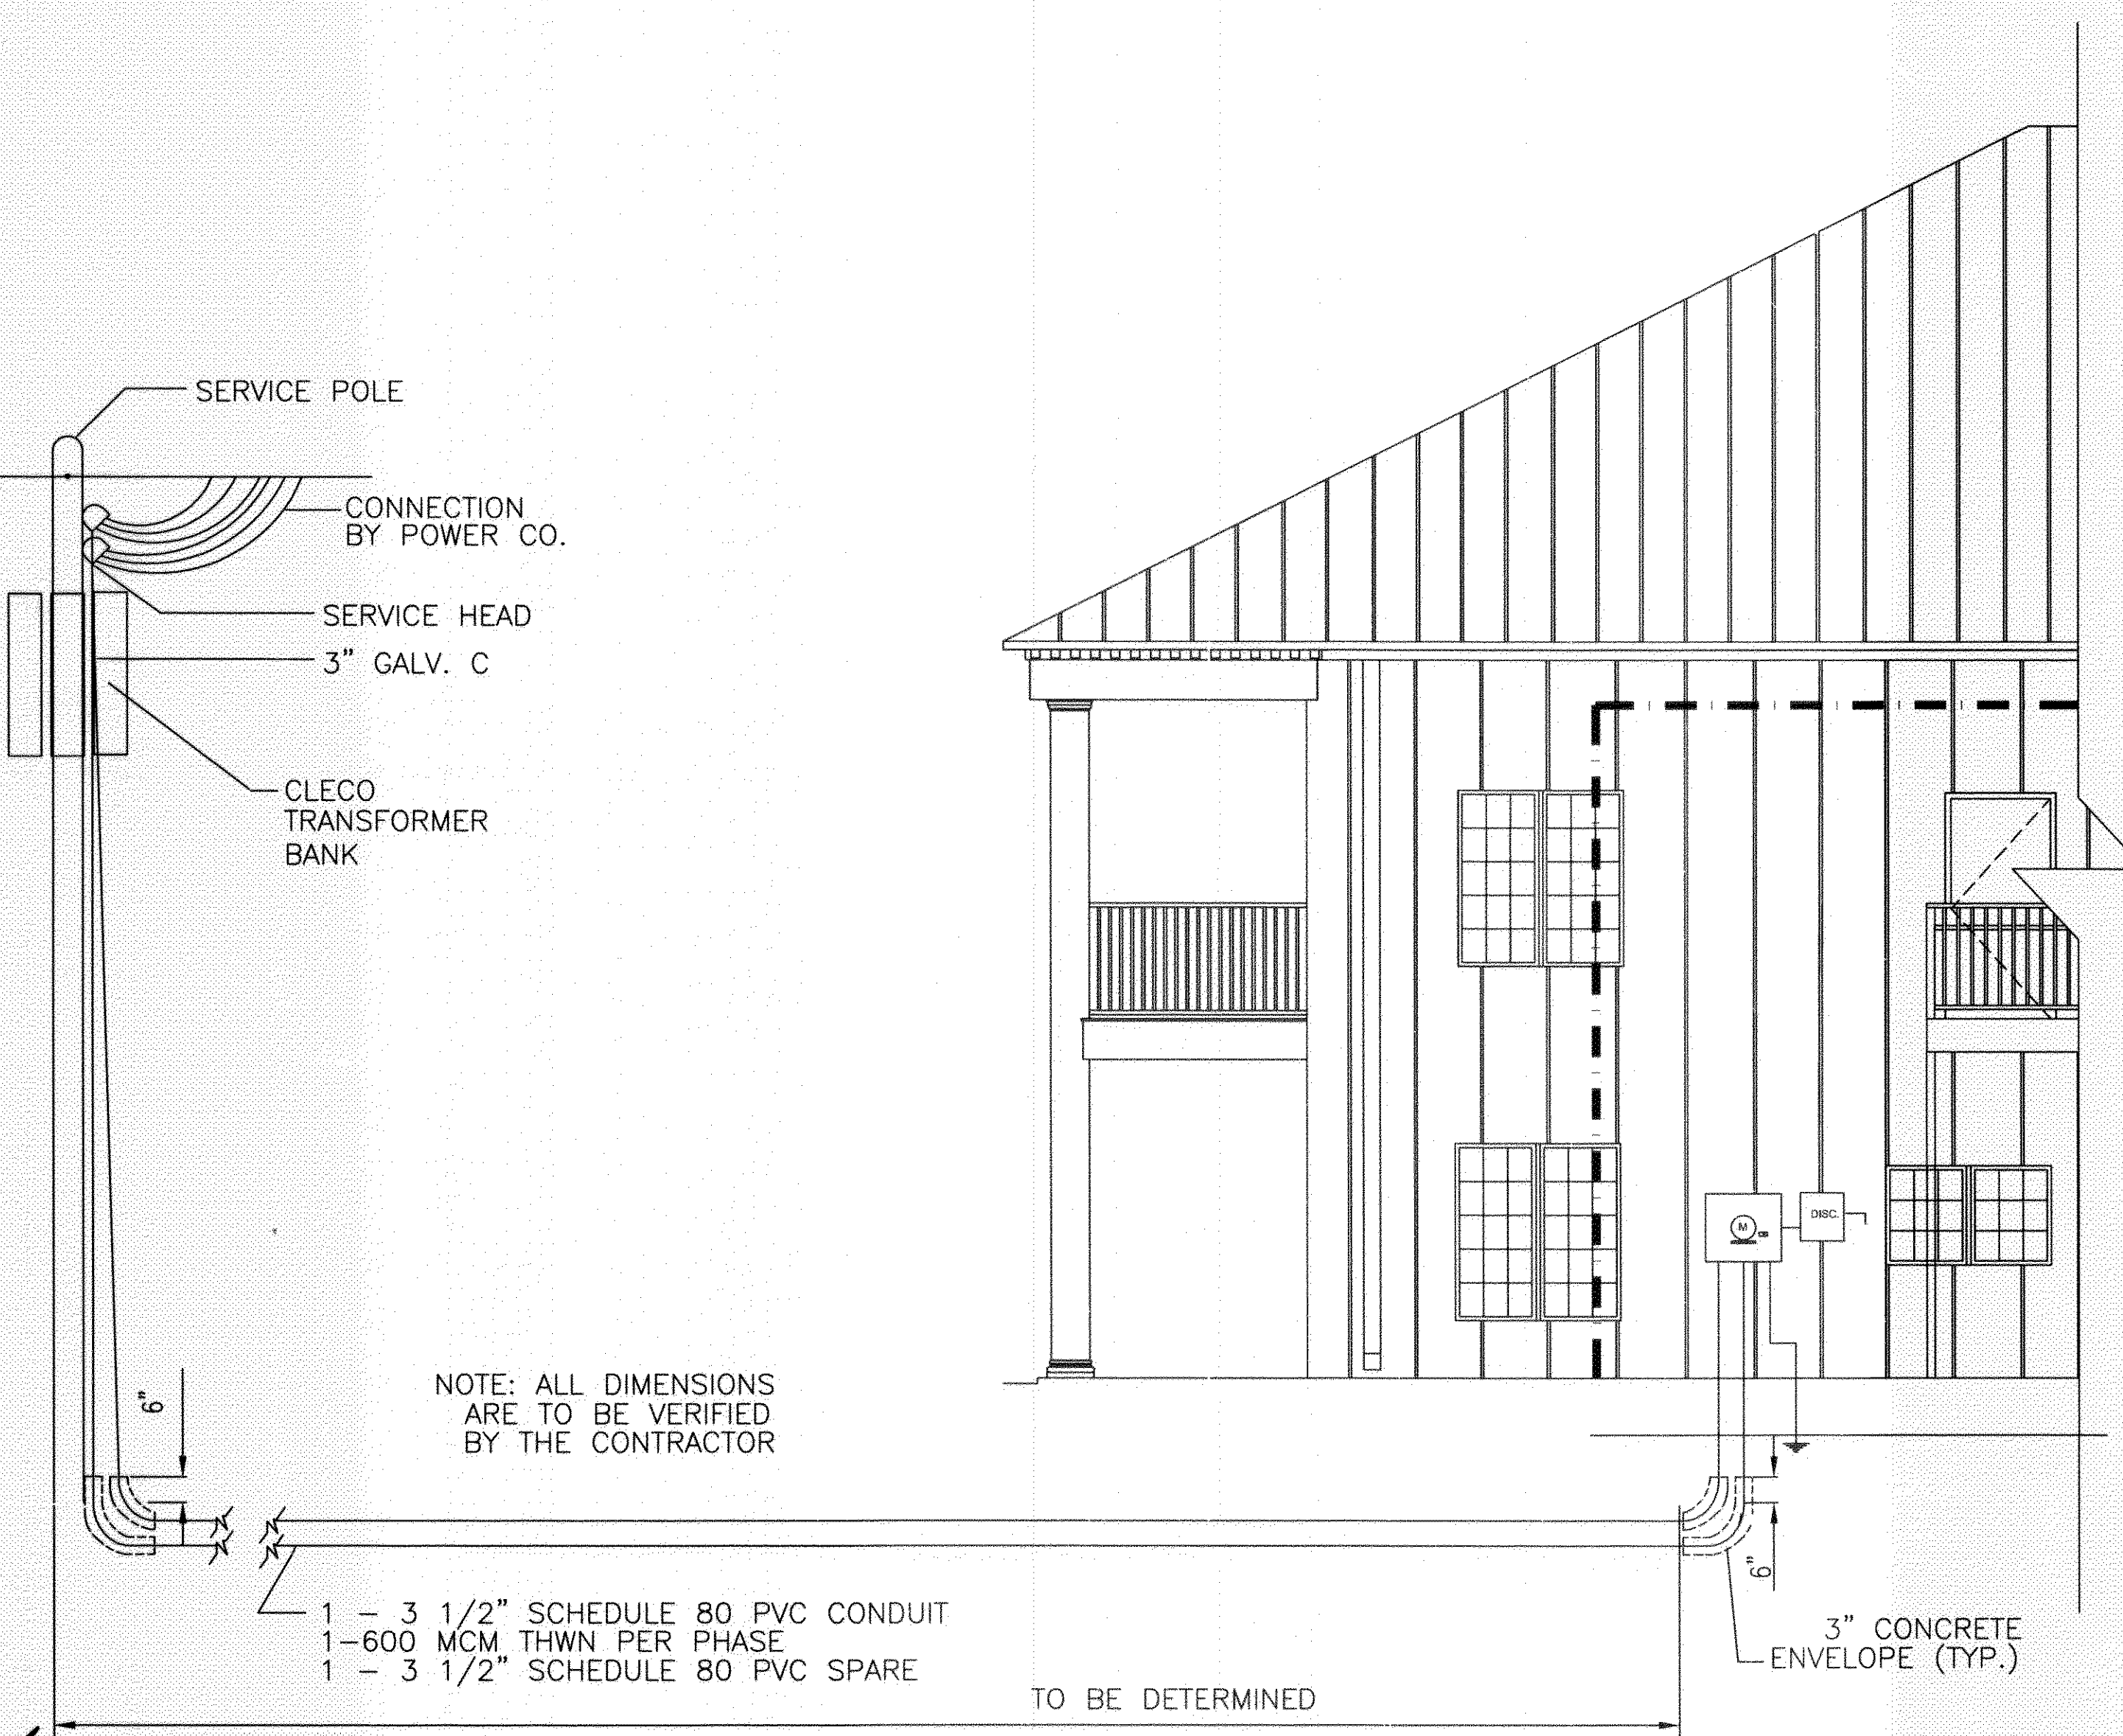 SERVICE POLE
CONNECTION
BY POWER CO.
SERVICE HEAD
3" GALV. C
CLECO
TRANSFORMER
BANK
M
DISC.
6"
NOTE: ALL DIMENSIONS
ARE TO BE VERIFIED
BY THE CONTRACTOR
6"
1 - 3 1/2" SCHEDULE 80 PVC CONDUIT
1-600 MCM THWN PER PHASE
1 - 3 1/2" SCHEDULE 80 PVC SPARE
3" CONCRETE
ENVELOPE (TYP.)
TO BE DETERMINED